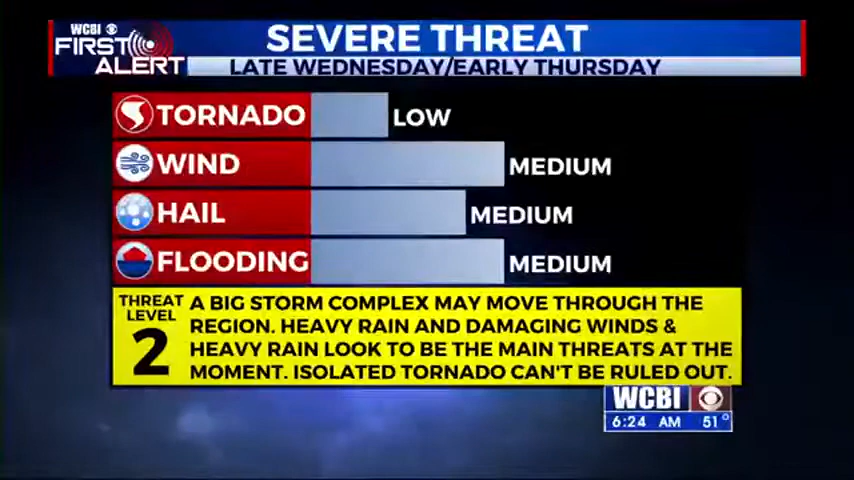 WCBI
FIRST
ALERT
SEVERE THREAT
LATE WEDNESDAY/EARLY THURSDAY
TORNADO LOW
WIND MEDIUM
HAIL MEDIUM
FLOODING MEDIUM
THREAT
LEVEL
2
A BIG STORM COMPLEX MAY MOVE THROUGH THE
REGION. HEAVY RAIN AND DAMAGING WINDS &
HEAVY RAIN LOOK TO BE THE MAIN THREATS AT THE
MOMENT. ISOLATED TORNADO CAN'T BE RULED OUT.
WCBI
6:24 AM 51°